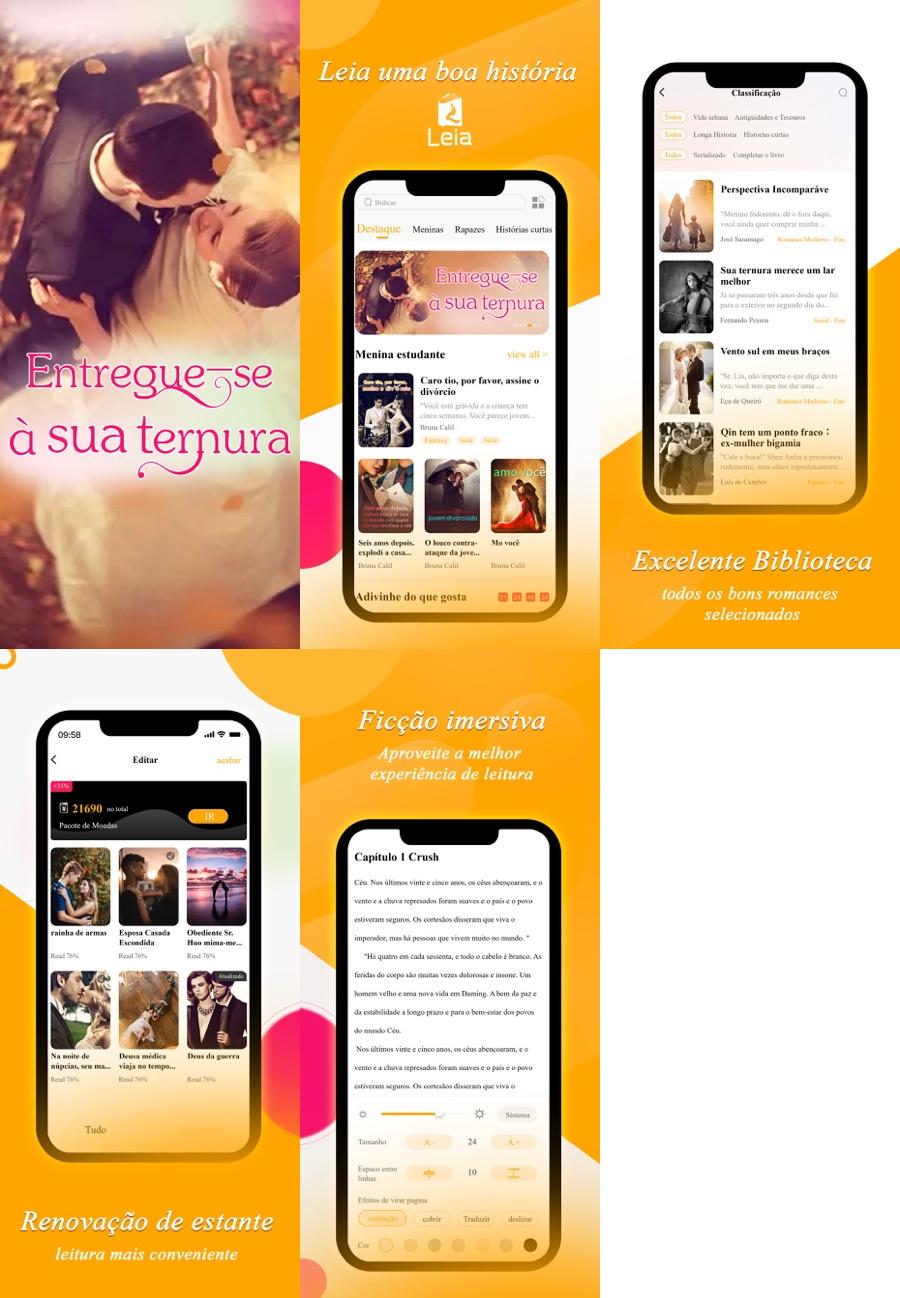 Entregue-se
à sua ternura
Leia uma boa história
Leia
Bubcar
Destaque Meninas Rapazes Histórias curtas
Entregue-se
à sua ternura
Menina estudante view all >
Caro tio, por favor, assine o
divórcio
"Você está grávida e a criança tem
cinco semanas. Você parece jovem...
Bruna Calil
Fantasy Serial Serial
amo você
jovem divorciada
Seis anos depois,
explodi a casa...
Bruna Calil
O louco contra-
ataque da jove...
Bruna Calil
Mo você
Bruna Calil
Adivinhe do que gosta
Classificação
Todos Vida urbana Antiguidades e Tesouros
Todos Longa Historia Historias curtas
Todos Serializado Completar o livro
Perspectiva Incomparáve
"Menino fedorento, dê o fora daqui,
você ainda quer comprar minha ...
José Saramago Romance Moderno - Fim
Sua ternura merece um lar
melhor
Já se passaram três anos desde que fui
para o exterior no segundo dia do...
Fernando Pessoa Serial - Fim
Vento sul em meus braços
"Sr. Liu, não importa o que diga desta
vez, você tem que me dar uma ...
Eça de Queiró Romance Moderno - Fim
Qin tem um ponto fraco：
ex-mulher bigamia
"Cale a boca!" Shen Anlin a pressionou
rudemente, seus olhos repentinamente ...
Luís de Camões Fantasy - Fim
Excelente Biblioteca
todos os bons romances
selecionados
09:58
Editar acabar
+35%
21690 no total
Pacote de Moedas
IR
rainha de armas
Read 76%
Esposa Casada
Escondida
Read 76%
Obediente Sr.
Huo mima-me...
Read 76%
Atualizado
Na noite de
núpcias, seu ma...
Read 76%
Deusa médica
viaja no tempo...
Read 76%
Deus da guerra
Read 76%
Tudo
Renovação de estante
leitura mais conveniente
Ficção imersiva
Aproveite a melhor
experiência de leitura
Capítulo 1 Crush
Céu. Nos últimos vinte e cinco anos, os céus abençoaram, e o
vento e a chuva represados foram suaves e o país e o povo
estiveram seguros. Os cortesãos disseram que viva o
imperador, mas há pessoas que vivem muito no mundo. "
"Há quatro em cada sessenta, e todo o cabelo é branco. As
feridas do corpo são muitas vezes dolorosas e insone. Um
homem velho e uma nova vida em Daming. A bem da paz e
da estabilidade a longo prazo e para o bem-estar dos povos
do mundo Céu.
Nos últimos vinte e cinco anos, os céus abençoaram, e o
vento e a chuva represados foram suaves e o país e o povo
estiveram seguros. Os cortesãos disseram que viva o
Sistema
Tamanho A - 24 A +
Espaco entre
linhas
10
Efeitos de virar pagina
simulação cobrir Traduzir deslizar
Cor